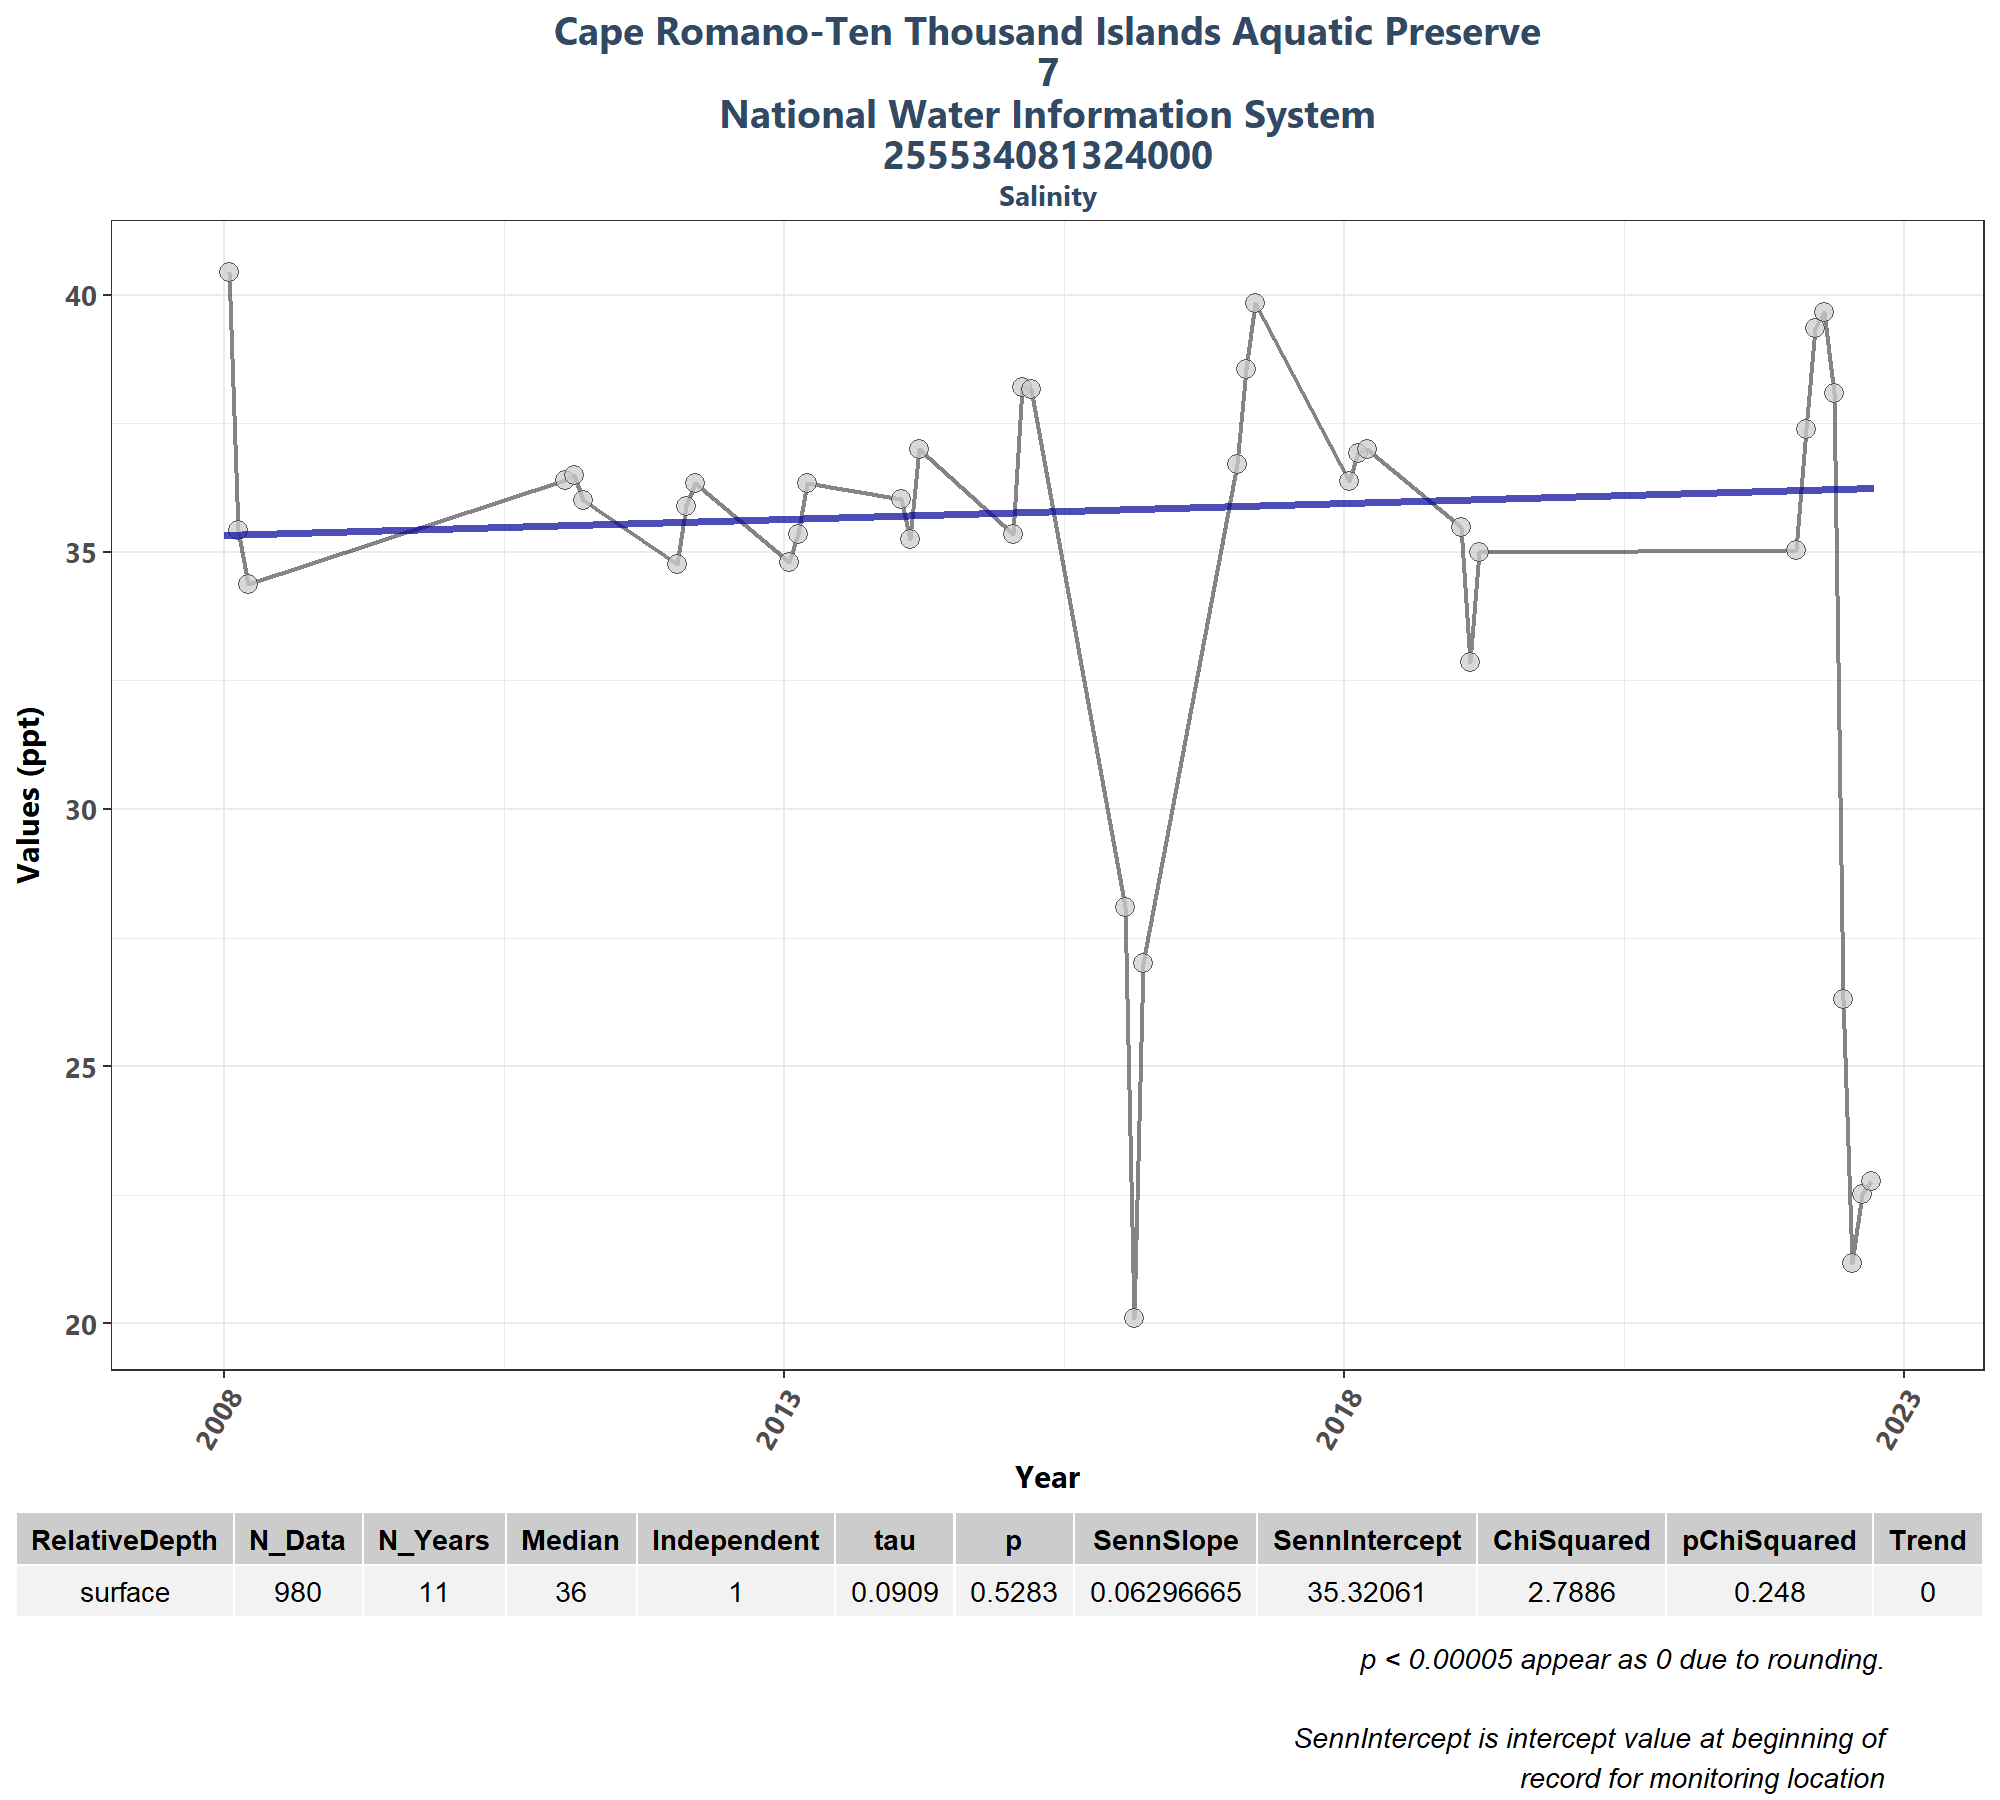 Cape Romano-Ten Thousand Islands Aquatic Preserve
7
National Water Information System
255534081324000
Salinity
Values (ppt)
40
35
30
25
20
2008 2013 2018 2023
Year
RelativeDepth N_Data N_Years Median Independent tau p SennSlope SennIntercept ChiSquared pChiSquared Trend
surface 980 11 36 1 0.0909 0.5283 0.06296665 35.32061 2.7886 0.248 0
p < 0.00005 appear as 0 due to rounding.
SennIntercept is intercept value at beginning of
record for monitoring location